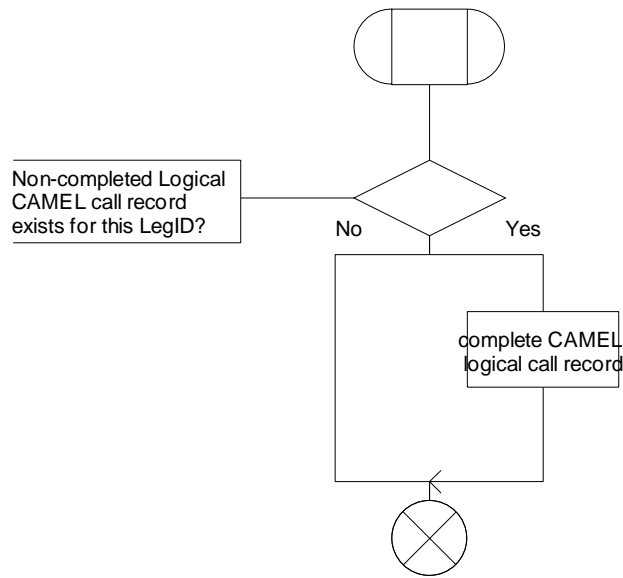 Non-completed Logical
CAMEL call record
exists for this LegID?
No
Yes
complete CAMEL
logical call record